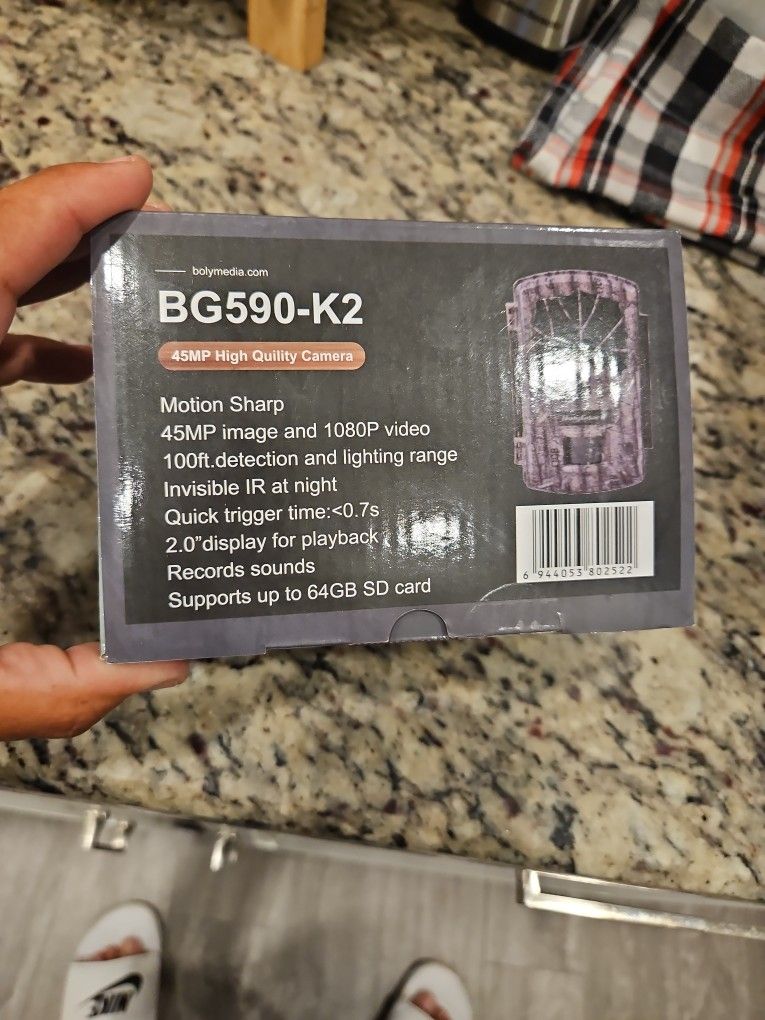 bolymedia.com
BG590-K2
45MP High Quility Camera
Motion Sharp
45MP image and 1080P video
100ft.detection and lighting range
Invisible IR at night
Quick trigger time:<0.7s
2.0”display for playback
Records sounds
Supports up to 64GB SD card
6 944053 802522
NIKE